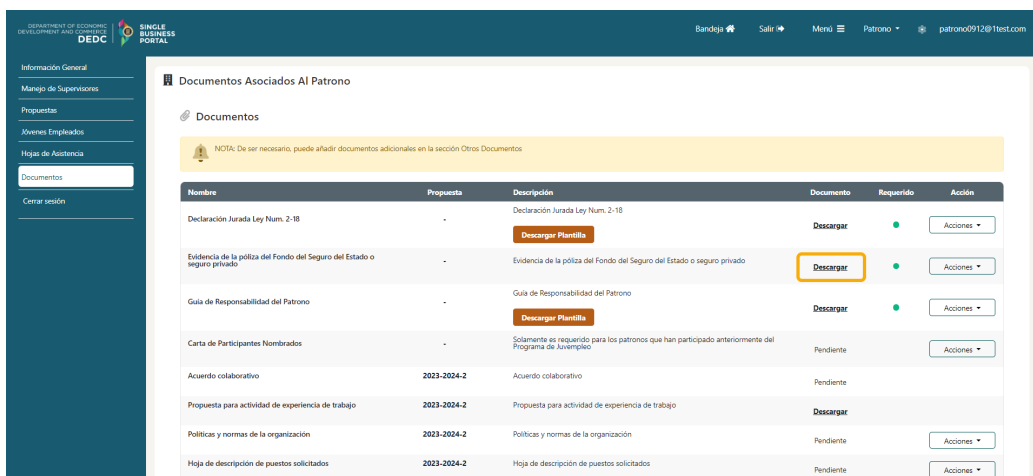 DEPARTMENT OF ECONOMIC
DEVELOPMENT AND COMMERCE
DEDC
SINGLE
BUSINESS
PORTAL
Bandeja Salir Menú Patrono patrono0912@1test.com
Información General
Manejo de Supervisores
Propuestas
Jóvenes Empleados
Hojas de Asistencia
Documentos
Cerrar sesión
Documentos Asociados Al Patrono
Documentos
NOTA: De ser necesario, puede añadir documentos adicionales en la sección Otros Documentos
Nombre Propuesta Descripción Documento Requerido Acción
Declaración Jurada Ley Num. 2-18 - Declaración Jurada Ley Num. 2-18
Descargar Plantilla
Descargar Acciones
Evidencia de la póliza del Fondo del Seguro del Estado o
seguro privado
- Evidencia de la póliza del Fondo del Seguro del Estado o seguro privado Descargar Acciones
Guía de Responsabilidad del Patrono - Guía de Responsabilidad del Patrono
Descargar Plantilla
Descargar Acciones
Carta de Participantes Nombrados - Solamente es requerido para los patronos que han participado anteriormente del
Programa de Juvempleo
Pendiente Acciones
Acuerdo colaborativo 2023-2024-2 Acuerdo colaborativo Pendiente
Propuesta para actividad de experiencia de trabajo 2023-2024-2 Propuesta para actividad de experiencia de trabajo Descargar
Políticas y normas de la organización 2023-2024-2 Políticas y normas de la organización Pendiente Acciones
Hoja de descripción de puestos solicitados 2023-2024-2 Hoja de descripción de puestos solicitados Pendiente Acciones